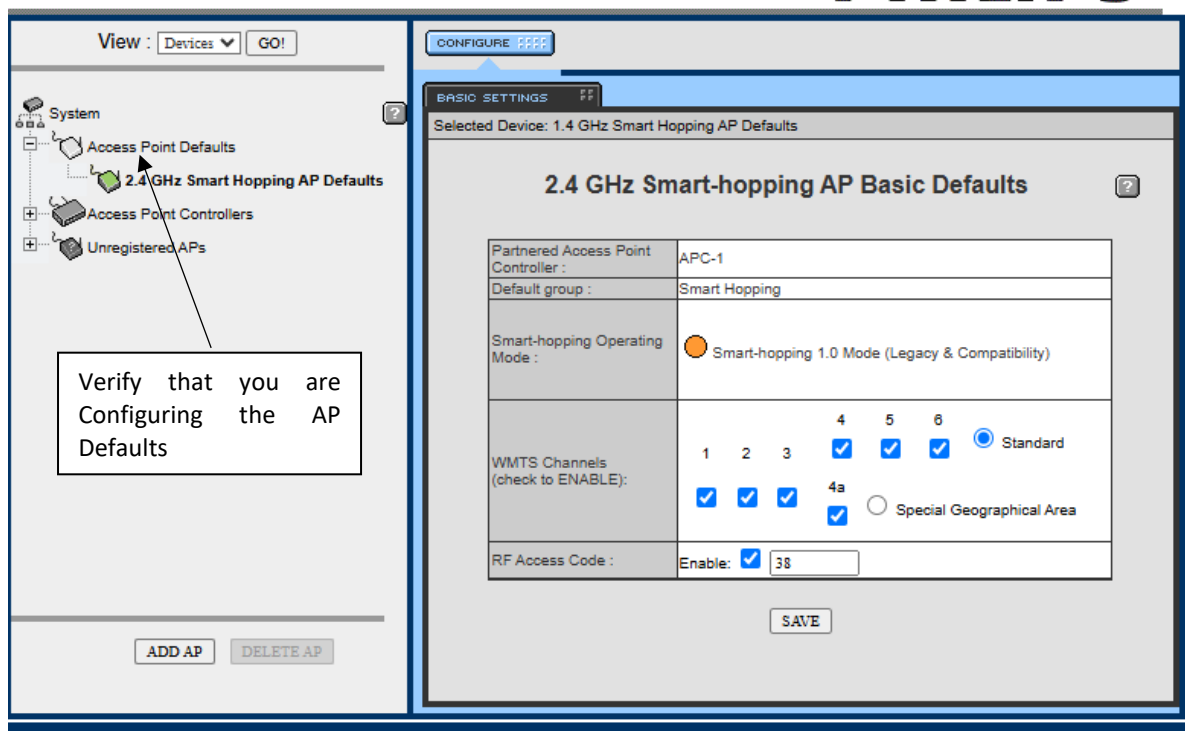 View : Devices GO!
System
?
Access Point Defaults
2.4 GHz Smart Hopping AP Defaults
Access Point Controllers
Unregistered APs
Verify that you are
Configuring the AP
Defaults
ADD AP DELETE AP
CONFIGURE
BASIC SETTINGS
Selected Device: 1.4 GHz Smart Hopping AP Defaults
2.4 GHz Smart-hopping AP Basic Defaults
?
Partnered Access Point
Controller :
APC-1
Default group :
Smart Hopping
Smart-hopping Operating
Mode :
Smart-hopping 1.0 Mode (Legacy & Compatibility)
WMTS Channels
(check to ENABLE):
1 2 3
4 5 6
Standard
4a
Special Geographical Area
RF Access Code :
Enable: 38
SAVE